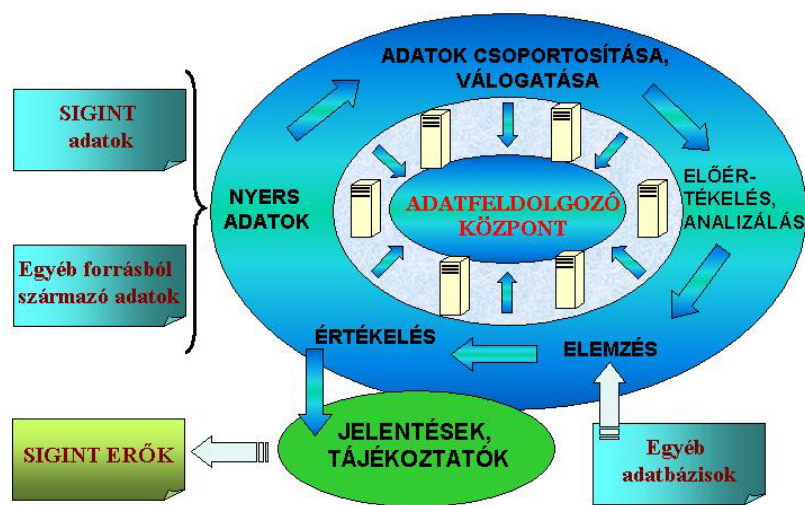 ADATOK CSOPORTOSÍTÁSA,
VÁLOGATÁSA
SIGINT
adatok
NYERS
ADATOK
ADATFELDOLGOZÓ
KÖZPONT
ELŐÉR-
TÉKELÉS,
ANALIZÁLÁS
Egyéb forrásból
származó adatok
ÉRTÉKELÉS
ELEMZÉS
SIGINT ERŐK
JELENTÉSEK,
TÁJÉKOZTATÓK
Egyéb
adatbázisok